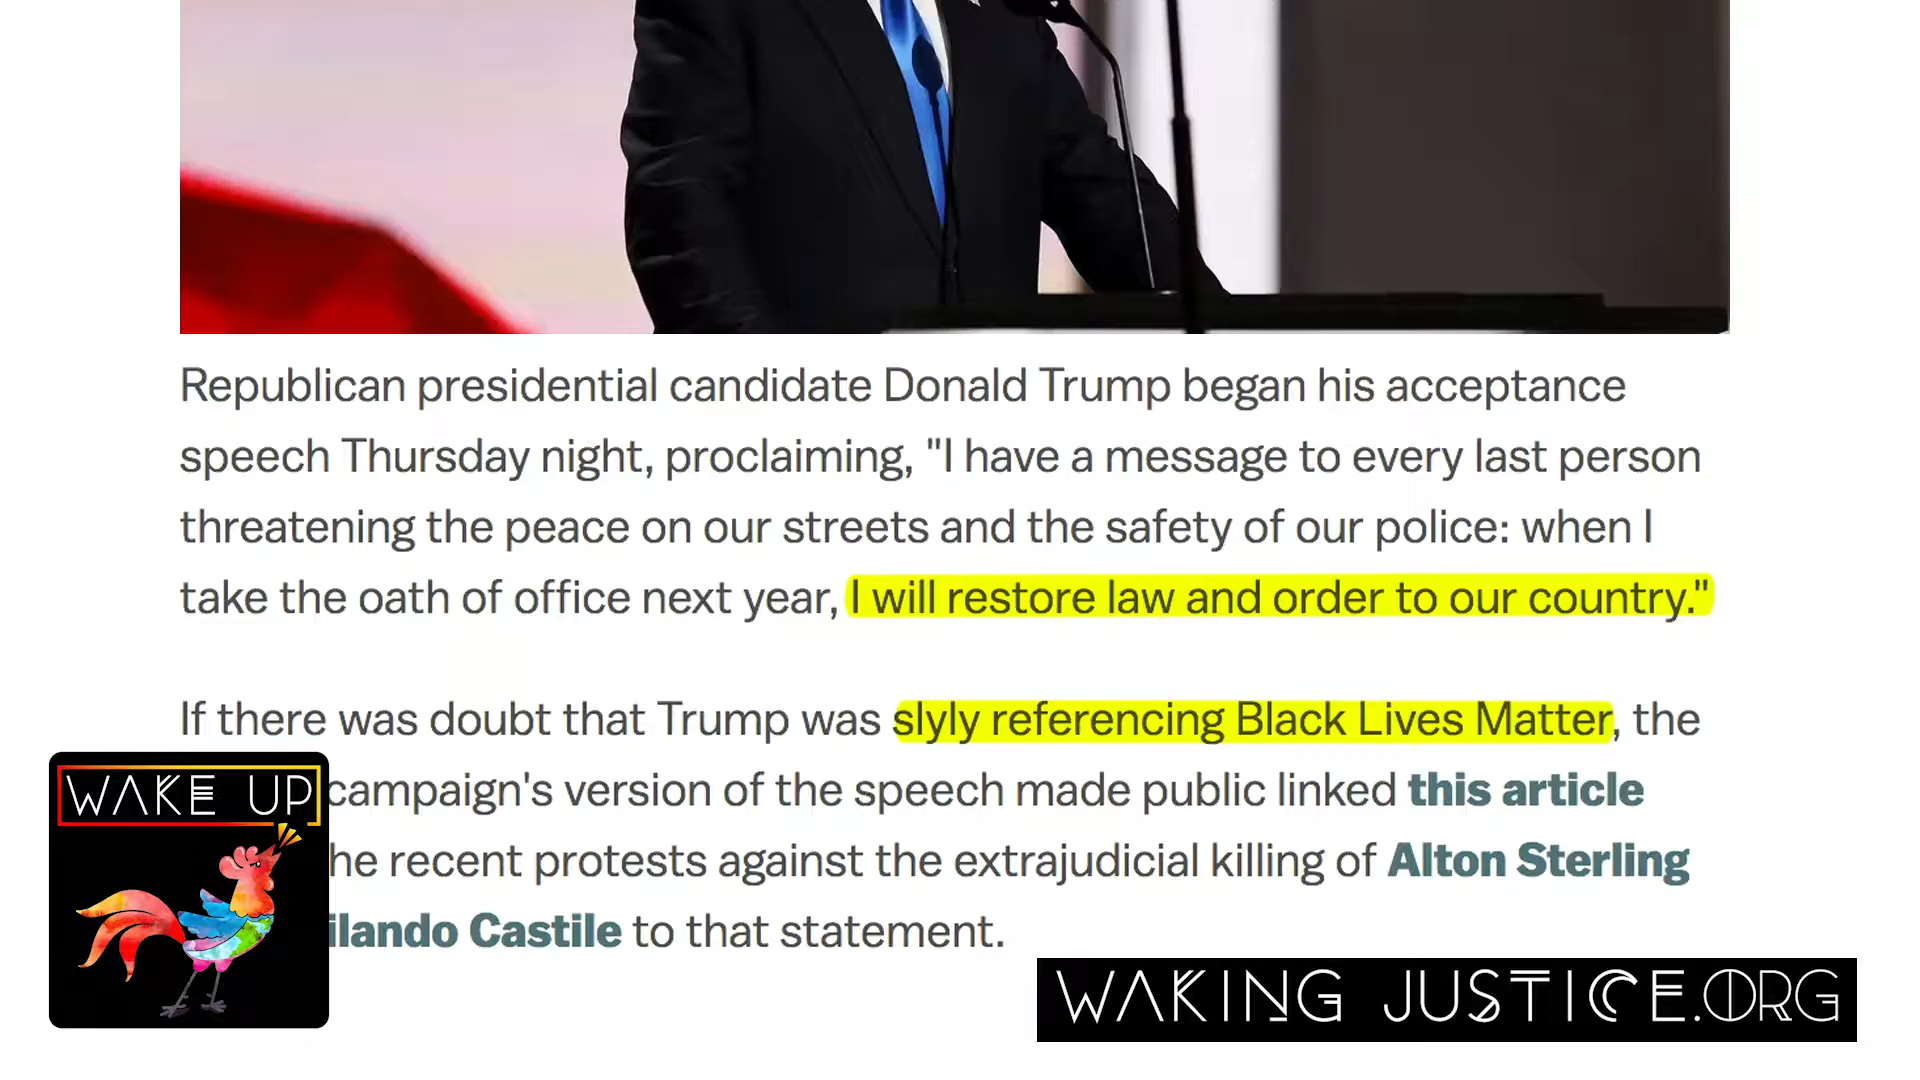 Republican presidential candidate Donald Trump began his acceptance
speech Thursday night, proclaiming, "I have a message to every last person
threatening the peace on our streets and the safety of our police: when I
take the oath of office next year, I will restore law and order to our country."
If there was doubt that Trump was slyly referencing Black Lives Matter, the
campaign's version of the speech made public linked this article
he recent protests against the extrajudicial killing of Alton Sterling
ilando Castile to that statement.
WAKE UP
WAKING JUSTICE.ORG